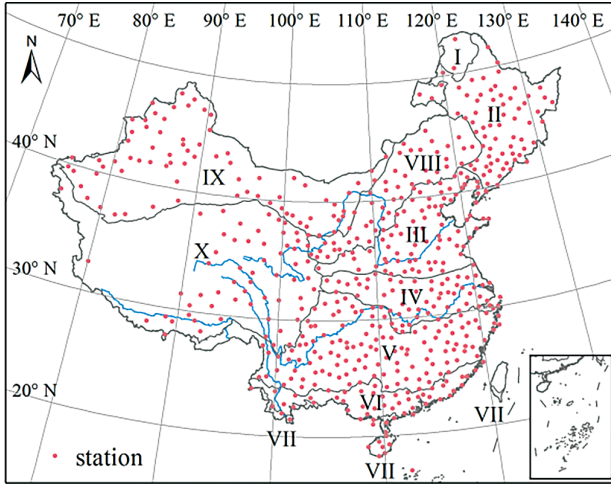 70° E 80° E 90° E 100° E 110° E 120° E 130° E 140° E
N
I
II
40° N
VIII
IX
III
X
30° N
IV
V
20° N
VI
VII
VII
VII
station